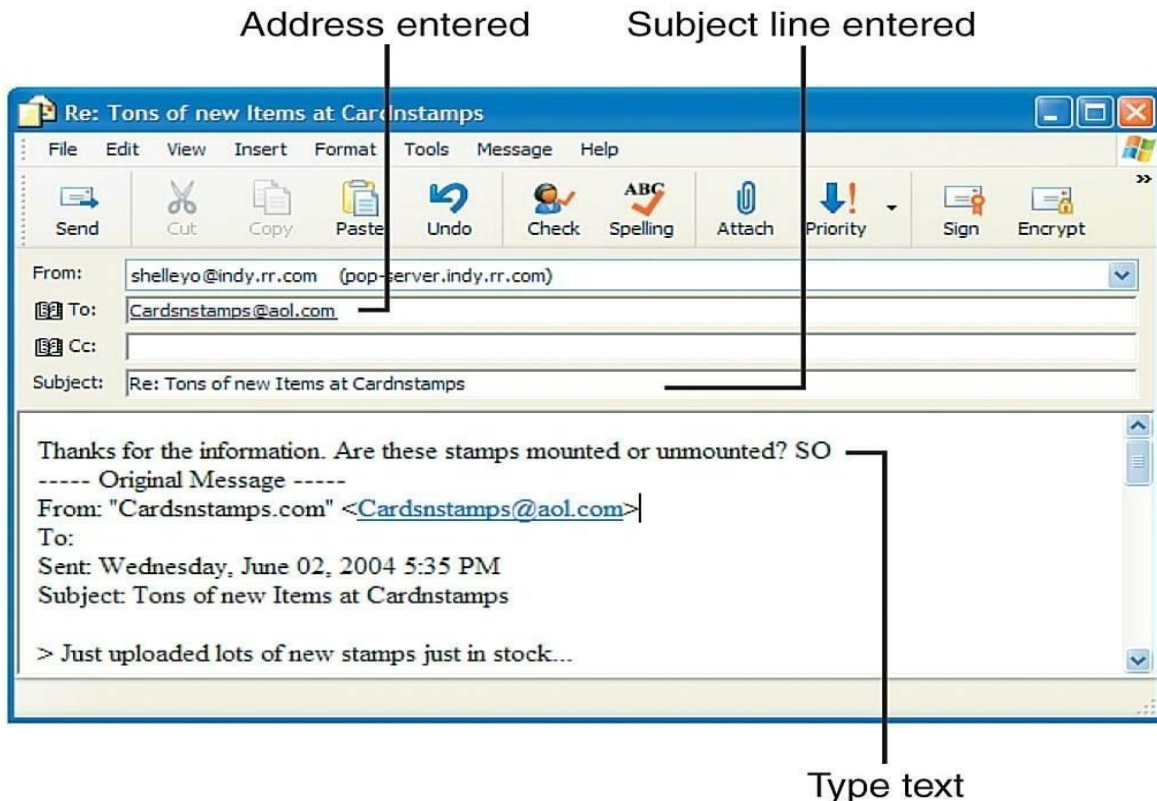 Address entered
Subject line entered
Re: Tons of new Items at Cardnstamps
File Edit View Insert Format Tools Message Help
Send Cut Copy Paste Undo Check ABC Spelling Attach Priority Sign Encrypt
From: shelleyo@indy.rr.com (pop-server.indy.rr.com)
To: Cardsnstamps@aol.com
Cc:
Subject: Re: Tons of new Items at Cardnstamps
Thanks for the information. Are these stamps mounted or unmounted? SO
----- Original Message -----
From: "Cardsnstamps.com" <Cardsnstamps@aol.com>
To:
Sent: Wednesday, June 02, 2004 5:35 PM
Subject: Tons of new Items at Cardnstamps
> Just uploaded lots of new stamps just in stock...
Type text